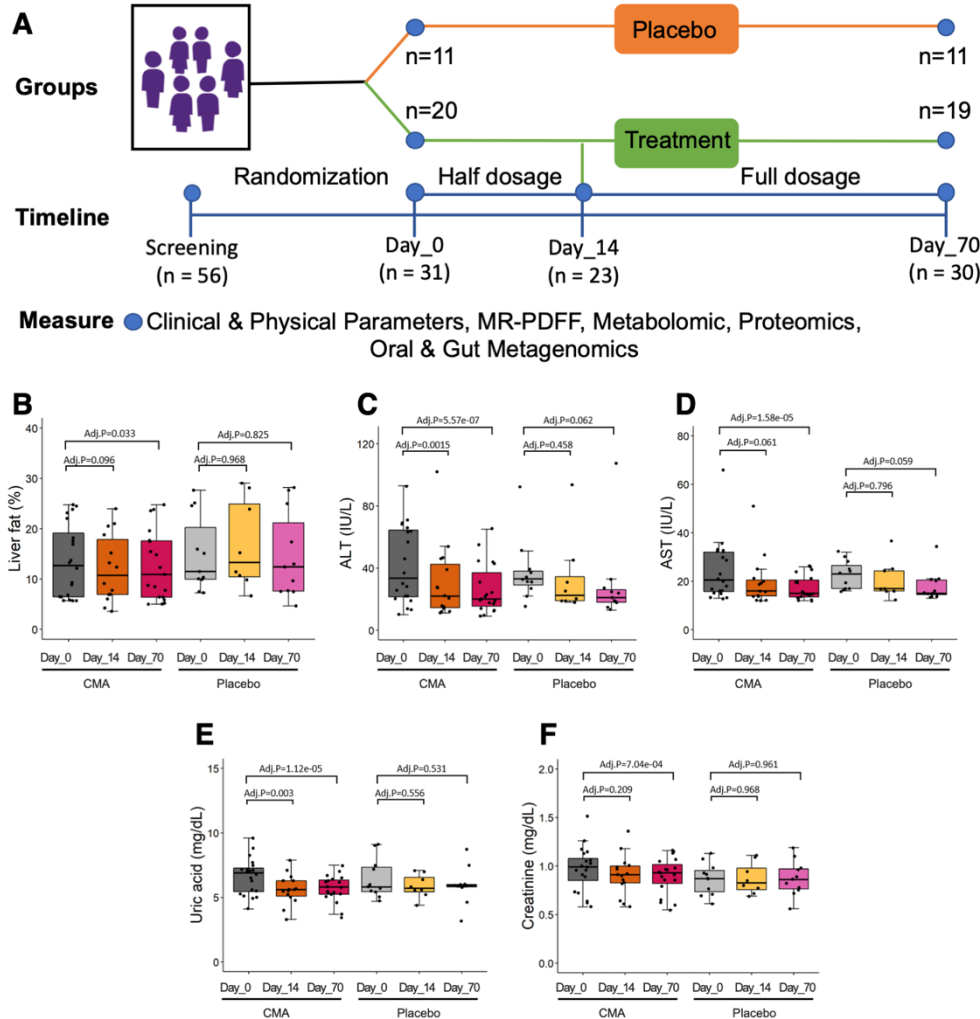 A
Groups
Placebo
n=11
n=11
n=20
n=19
Treatment
Randomization
Half dosage
Full dosage
Timeline
Screening
(n = 56)
Day_0
(n = 31)
Day_14
(n = 23)
Day_70
(n = 30)
Measure Clinical & Physical Parameters, MR-PDFF, Metabolomic, Proteomics,
Oral & Gut Metagenomics
B
Liver fat (%)
40
30
20
10
0
Adj.P=0.033
Adj.P=0.096
Adj.P=0.825
Adj.P=0.968
Day_0 Day_14 Day_70 Day_0 Day_14 Day_70
CMA Placebo
C
ALT (IU/L)
120
80
40
0
Adj.P=5.57e-07
Adj.P=0.0015
Adj.P=0.062
Adj.P=0.458
Day_0 Day_14 Day_70 Day_0 Day_14 Day_70
CMA Placebo
D
AST (IU/L)
80
60
40
20
0
Adj.P=1.58e-05
Adj.P=0.061
Adj.P=0.059
Adj.P=0.796
Day_0 Day_14 Day_70 Day_0 Day_14 Day_70
CMA Placebo
E
Uric acid (mg/dL)
15
10
5
0
Adj.P=1.12e-05
Adj.P=0.003
Adj.P=0.531
Adj.P=0.556
Day_0 Day_14 Day_70 Day_0 Day_14 Day_70
CMA Placebo
F
Creatinine (mg/dL)
2.0
1.5
1.0
0.5
0.0
Adj.P=7.04e-04
Adj.P=0.209
Adj.P=0.961
Adj.P=0.968
Day_0 Day_14 Day_70 Day_0 Day_14 Day_70
CMA Placebo